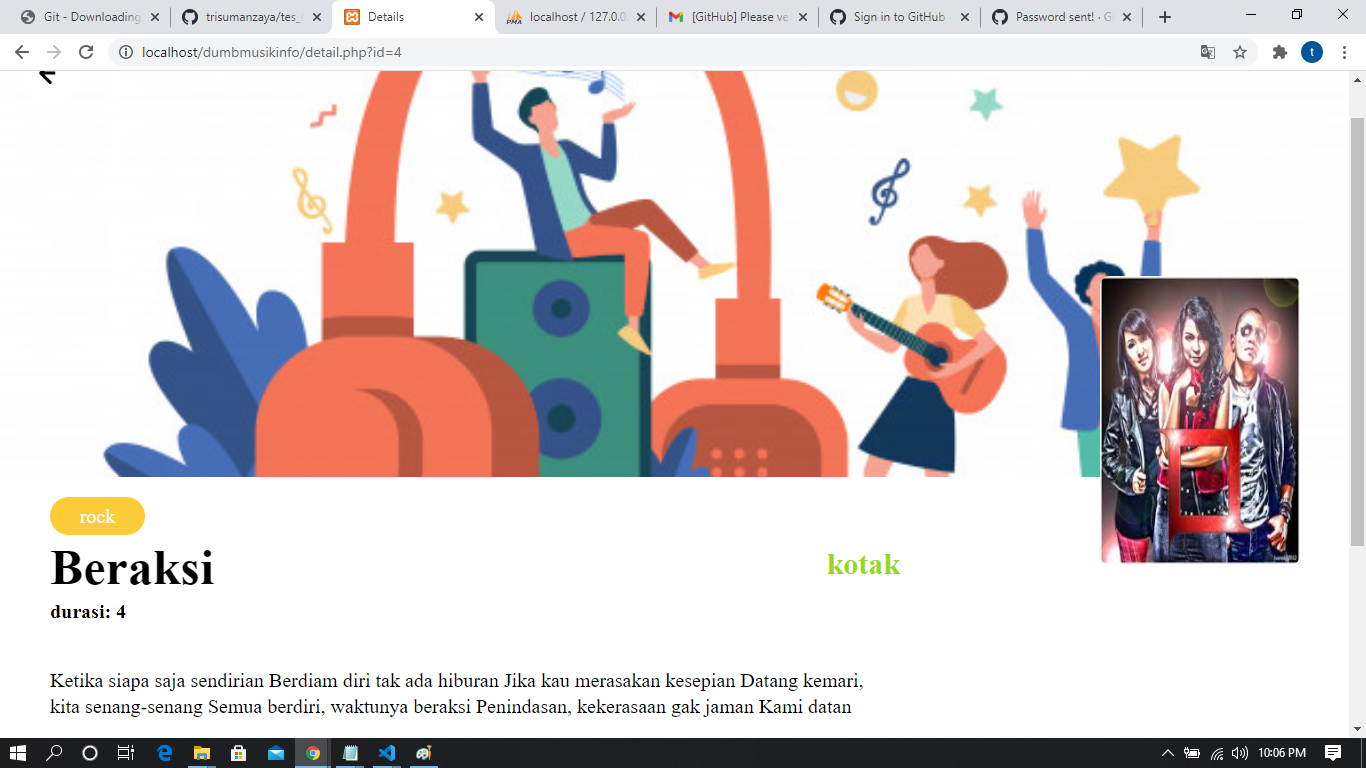 Git - Downloading
trisumanzaya/tes_
Details
localhost / 127.0.0
[GitHub] Please ve
Sign in to GitHub
Password sent! · G
localhost/dumbmusikinfo/detail.php?id=4
t
rock
Beraksi
kotak
durasi: 4
Ketika siapa saja sendirian Berdiam diri tak ada hiburan Jika kau merasakan kesepian Datang kemari,
kita senang-senang Semua berdiri, waktunya beraksi Penindasan, kekerasaan gak jaman Kami datan
10:06 PM